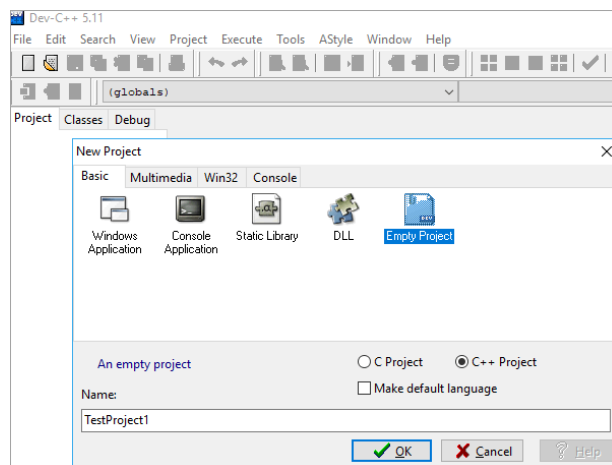 Dev-C++ 5.11
File Edit Search View Project Execute Tools AStyle Window Help
(globals)
Project Classes Debug
New Project
Basic Multimedia Win32 Console
Windows Application
Console Application
Static Library
DLL
Empty Project
An empty project
C Project C++ Project
Make default language
Name:
TestProject1
OK Cancel Help